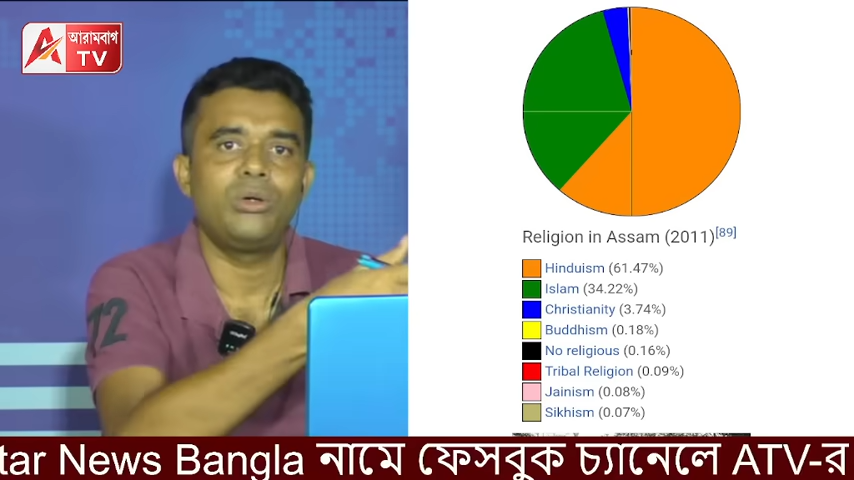 আরামবাগ
TV
72
Religion in Assam (2011)[89]
Hinduism (61.47%)
Islam (34.22%)
Christianity (3.74%)
Buddhism (0.18%)
No religious (0.16%)
Tribal Religion (0.09%)
Jainism (0.08%)
Sikhism (0.07%)
tar News Bangla নামে ফেসবুক চ্যানেলে ATV-র